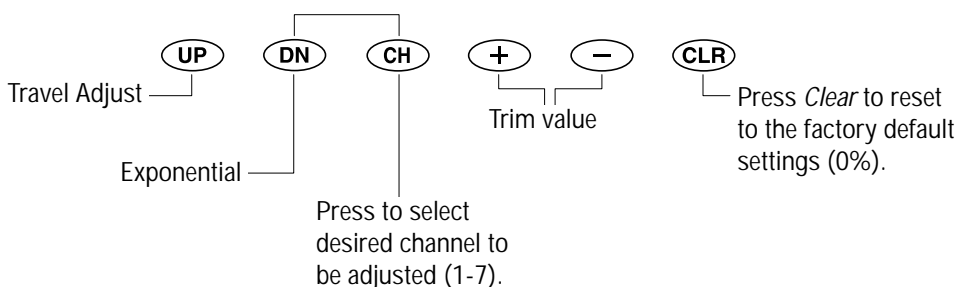 UP DN CH + − CLR
Travel Adjust
Trim value
Exponential
Press Clear to reset
to the factory default
settings (0%).
Press to select
desired channel to
be adjusted (1-7).